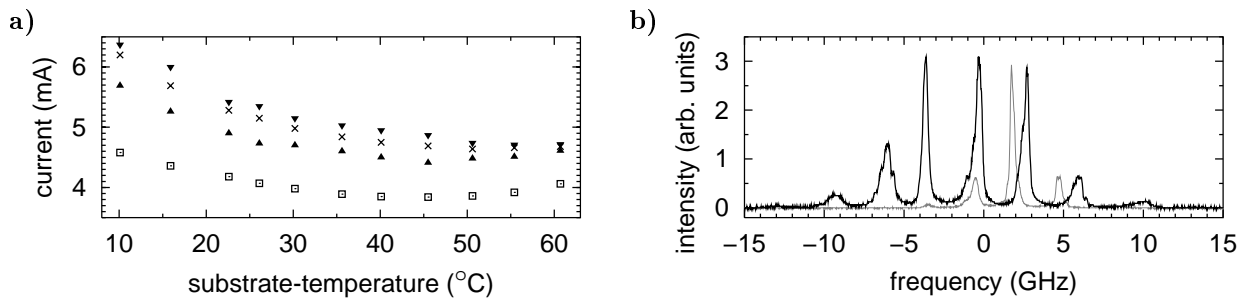 a)
current (mA)
6
5
4
10 20 30 40 50 60
substrate-temperature (°C)
b)
intensity (arb. units)
3
2
1
0
−15 −10 −5 0 5 10 15
frequency (GHz)